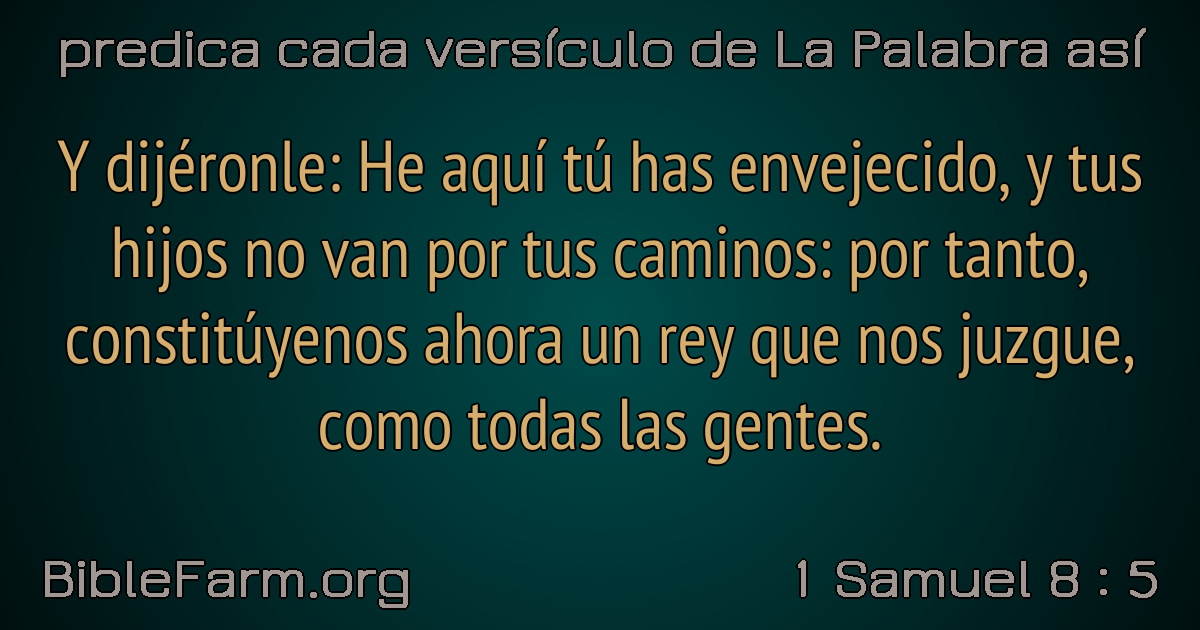 predica cada versículo de La Palabra así
Y dijéronle: He aquí tú has envejecido, y tus
hijos no van por tus caminos: por tanto,
constitúyenos ahora un rey que nos juzgue,
como todas las gentes.
BibleFarm.org
1 Samuel 8 : 5